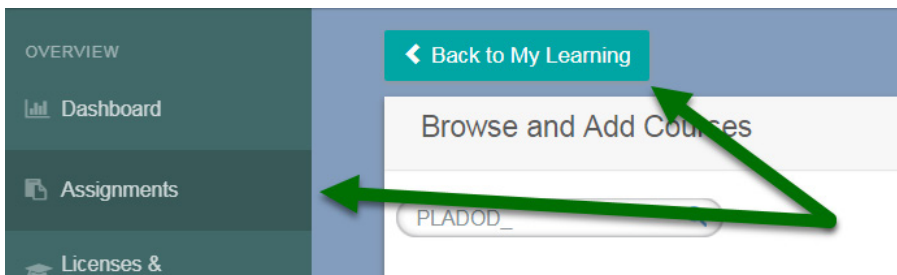 OVERVIEW
Dashboard
Assignments
Licenses &
Back to My Learning
Browse and Add Courses
PLADOD_